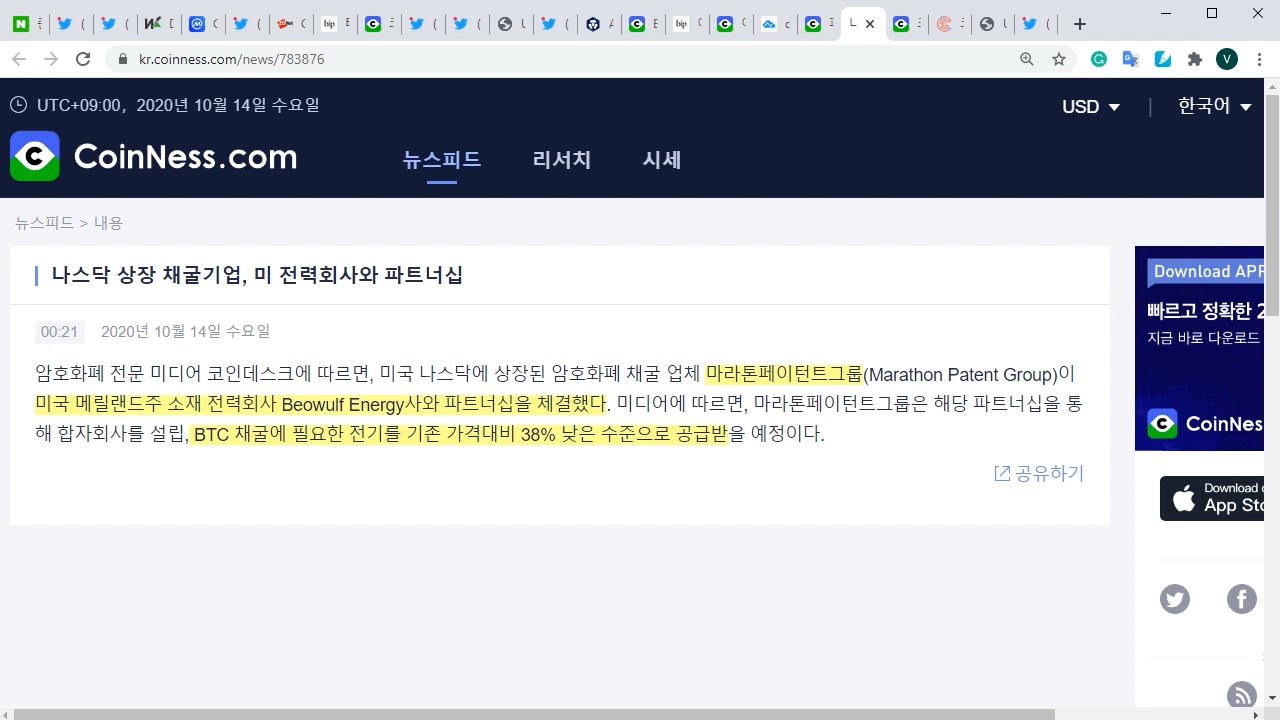 kr.coinness.com/news/783876
V
UTC+09:00, 2020년 10월 14일 수요일
USD
한국어
CoinNess.com
뉴스피드
리서치
시세
뉴스피드 > 내용
나스닥 상장 채굴기업, 미 전력회사와 파트너십
00:21 2020년 10월 14일 수요일
암호화폐 전문 미디어 코인데스크에 따르면, 미국 나스닥에 상장된 암호화폐 채굴 업체 마라톤페이턴트그룹(Marathon Patent Group)이
미국 메릴랜드주 소재 전력회사 Beowulf Energy사와 파트너십을 체결했다. 미디어에 따르면, 마라톤페이턴트그룹은 해당 파트너십을 통
해 합자회사를 설립, BTC 채굴에 필요한 전기를 기존 가격대비 38% 낮은 수준으로 공급받을 예정이다.
공유하기
Download APP
빠르고 정확한 2
지금 바로 다운로드
CoinNess
Download o
App Sto